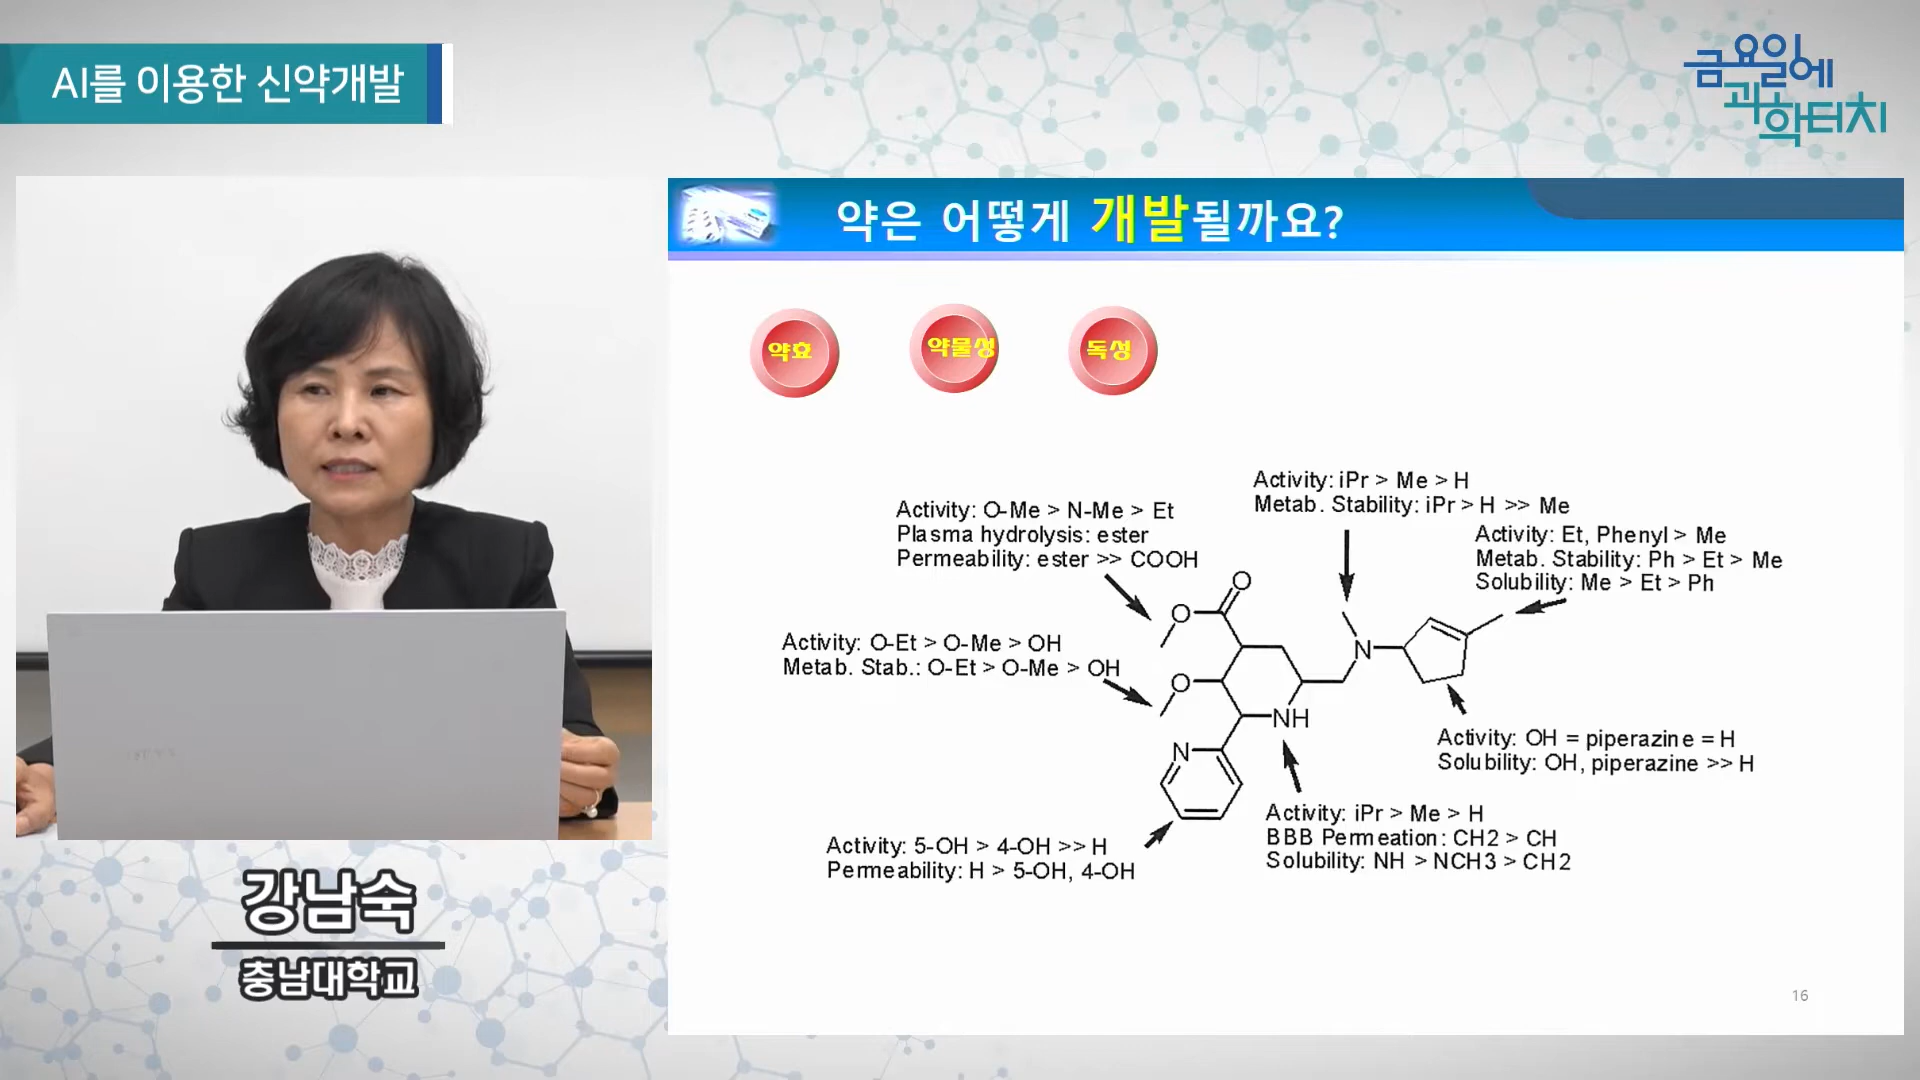 AI를 이용한 신약개발
금요일에
과학터치
약은 어떻게 개발될까요?
약효
약물성
독성
Activity: iPr > Me > H
Metab. Stability: iPr > H >> Me
Activity: O-Me > N-Me > Et
Plasma hydrolysis: ester
Permeability: ester >> COOH
Activity: Et, Phenyl > Me
Metab. Stability: Ph > Et > Me
Solubility: Me > Et > Ph
O
O
Activity: O-Et > O-Me > OH
Metab. Stab.: O-Et > O-Me > OH
N
O
NH
N
Activity: OH = piperazine = H
Solubility: OH, piperazine >> H
Activity: iPr > Me > H
BBB Permeation: CH2 > CH
Solubility: NH > NCH3 > CH2
Activity: 5-OH > 4-OH >> H
Permeability: H > 5-OH, 4-OH
강남숙
충남대학교
16